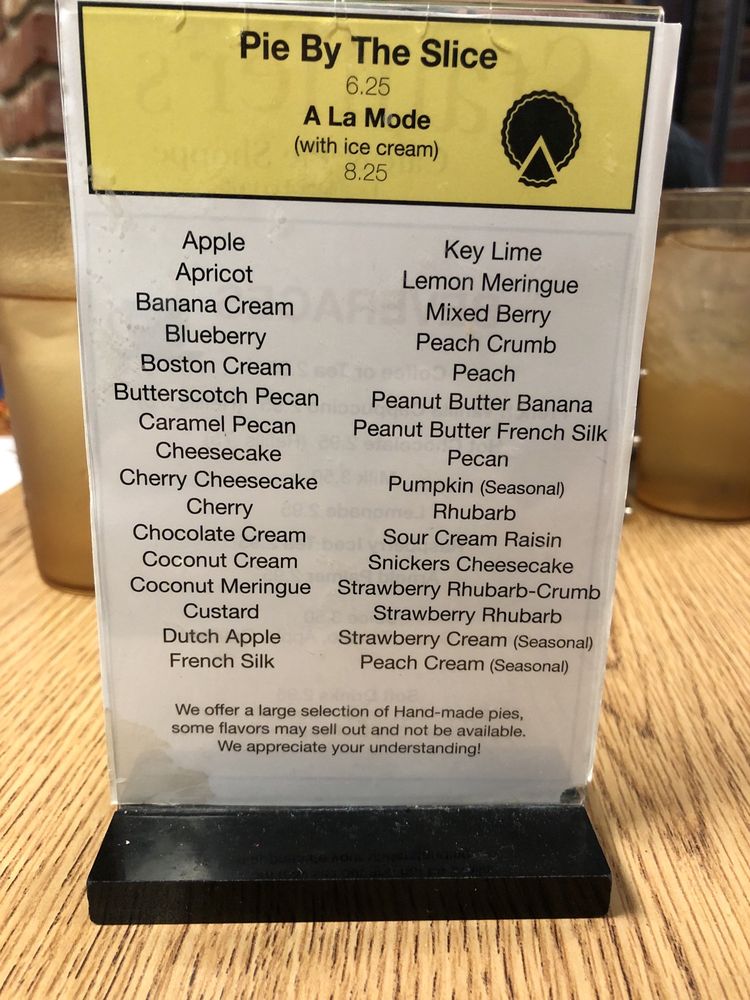 Pie By The Slice
6.25
A La Mode
(with ice cream)
8.25
Apple
Apricot
Banana Cream
Blueberry
Boston Cream
Butterscotch Pecan
Caramel Pecan
Cheesecake
Cherry Cheesecake
Cherry
Chocolate Cream
Coconut Cream
Coconut Meringue
Custard
Dutch Apple
French Silk
Key Lime
Lemon Meringue
Mixed Berry
Peach Crumb
Peach
Peanut Butter Banana
Peanut Butter French Silk
Pecan
Pumpkin (Seasonal)
Rhubarb
Sour Cream Raisin
Snickers Cheesecake
Strawberry Rhubarb-Crumb
Strawberry Rhubarb
Strawberry Cream (Seasonal)
Peach Cream (Seasonal)
We offer a large selection of Hand-made pies,
some flavors may sell out and not be available.
We appreciate your understanding!